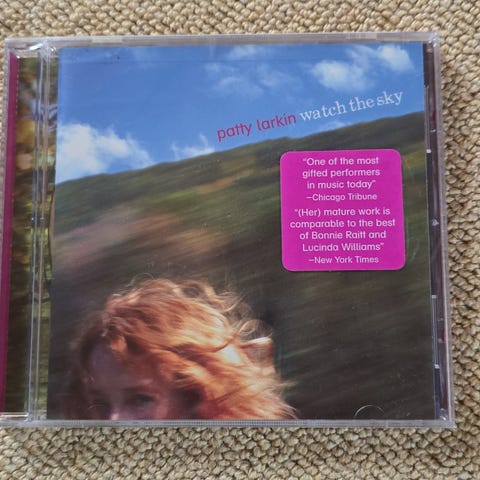 patty larkin watch the sky
"One of the most
gifted performers
in music today"
—Chicago Tribune
"(Her) mature work is
comparable to the best
of Bonnie Raitt and
Lucinda Williams"
—New York Times